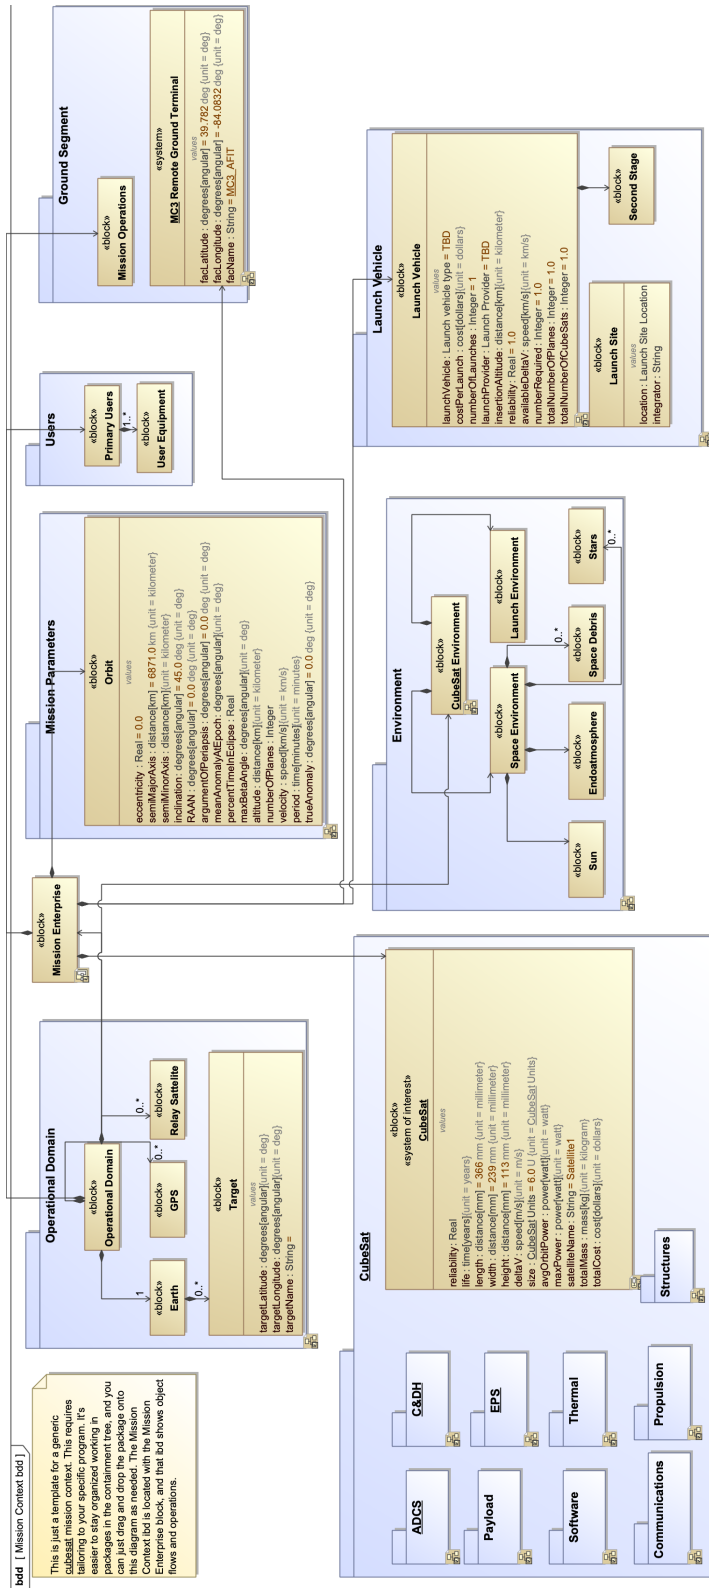 bdd [ Mission Context bdd ]
This is just a template for a generic
cubesat mission context. This requires
tailoring to your specific program. It's
easier to stay organized working in
packages in the containment tree, and you
can just drag and drop the package onto
this diagram as needed. The Mission
Context ibd is located with the Mission
Enterprise block, and that ibd shows object
flows and operations.
Operational Domain
«block»
Operational Domain
1
«block»
Earth
0..*
«block»
GPS
0..*
«block»
Relay Sattelite
0..*
«block»
Target
values
targetLatitude : degrees[angular]{unit = deg}
targetLongitude : degrees[angular]{unit = deg}
targetName : String =
«block»
Mission Enterprise
Mission Parameters
«block»
Orbit
values
eccentricity : Real = 0.0
semiMajorAxis : distance[km] = 6871.0 km {unit = kilometer}
semiMinorAxis : distance[km]{unit = kilometer}
inclination : degrees[angular] = 45.0 deg {unit = deg}
RAAN : degrees[angular] = 0.0 deg {unit = deg}
argumentOfPeriapsis : degrees[angular] = 0.0 deg {unit = deg}
meanAnomalyAtEpoch : degrees[angular]{unit = deg}
percentTimeInEclipse : Real
maxBetaAngle : degrees[angular]{unit = deg}
altitude : distance[km]{unit = kilometer}
numberOfPlanes : Integer
velocity : speed[km/s]{unit = km/s}
period : time[minutes]{unit = minutes}
trueAnomaly : degrees[angular] = 0.0 deg {unit = deg}
Users
«block»
Primary Users
1..*
«block»
User Equipment
Ground Segment
«block»
Mission Operations
«system»
MC3 Remote Ground Terminal
values
facLatitude : degrees[angular] = 39.782 deg {unit = deg}
facLongitude : degrees[angular] = -84.0832 deg {unit = deg}
facName : String = MC3_AFIT
CubeSat
ADCS
C&DH
Payload
EPS
Software
Thermal
Communications
Propulsion
Structures
«block»
«system of interest»
CubeSat
values
reliability : Real
life : time[years]{unit = years}
length : distance[mm] = 366 mm {unit = millimeter}
width : distance[mm] = 239 mm {unit = millimeter}
height : distance[mm] = 113 mm {unit = millimeter}
deltaV : speed[m/s]{unit = m/s}
size : CubeSat Units = 6.0 U {unit = CubeSat Units}
avgOrbitPower : power[watt]{unit = watt}
maxPower : power[watt]{unit = watt}
satelliteName : String = Satellite1
totalMass : mass[kg]{unit = kilogram}
totalCost : cost[dollars]{unit = dollars}
Environment
«block»
CubeSat Environment
«block»
Space Environment
«block»
Launch Environment
«block»
Sun
«block»
Endoatmosphere
0..*
«block»
Space Debris
0..*
«block»
Stars
Launch Vehicle
«block»
Launch Vehicle
values
launchVehicle : Launch vehicle type = TBD
costPerLaunch : cost[dollars]{unit = dollars}
numberOfLaunches : Integer = 1
launchProvider : Launch Provider = TBD
insertionAltitude : distance[km]{unit = kilometer}
reliability : Real = 1.0
availableDeltaV : speed[km/s]{unit = km/s}
numberRequired : Integer = 1.0
totalNumberOfPlanes : Integer = 1.0
totalNumberOfCubeSats : Integer = 1.0
«block»
Launch Site
values
location : Launch Site Location
integrator : String
«block»
Second Stage